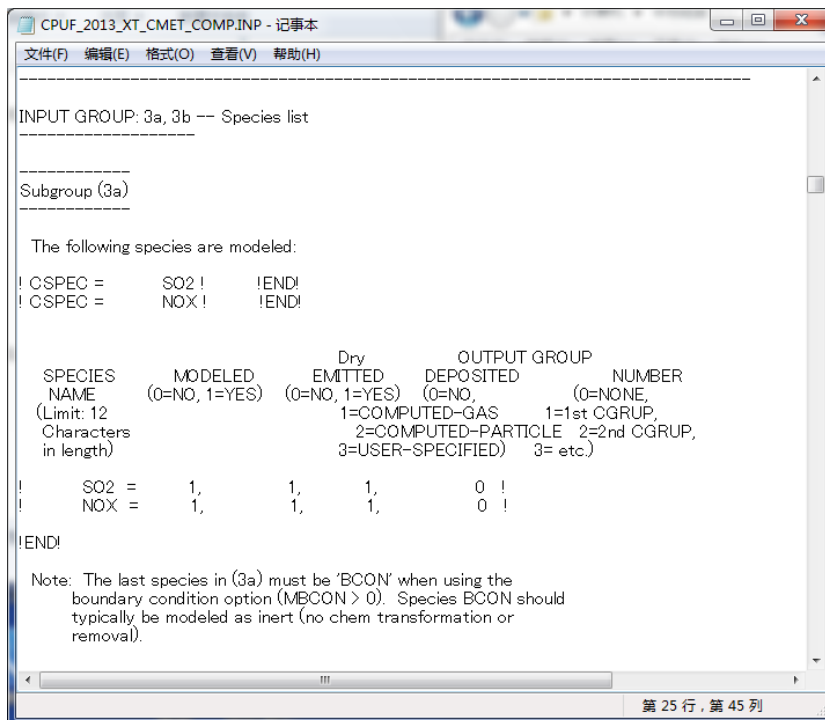 CPUF_2013_XT_CMET_COMP.INP - 记事本
文件(F) 编辑(E) 格式(O) 查看(V) 帮助(H)
-------------------------------------------------------------------------------
INPUT GROUP: 3a, 3b -- Species list
-------------------
------------
Subgroup (3a)
------------
The following species are modeled:
! CSPEC = SO2 ! !END!
! CSPEC = NOX ! !END!
Dry OUTPUT GROUP
SPECIES MODELED EMITTED DEPOSITED NUMBER
NAME (0=NO, 1=YES) (0=NO, 1=YES) (0=NO, (0=NONE,
(Limit: 12 1=COMPUTED-GAS 1=1st CGRUP,
Characters 2=COMPUTED-PARTICLE 2=2nd CGRUP,
in length) 3=USER-SPECIFIED) 3= etc.)
! SO2 = 1, 1, 1, 0 !
! NOX = 1, 1, 1, 0 !
!END!
Note: The last species in (3a) must be 'BCON' when using the
boundary condition option (MBCON > 0). Species BCON should
typically be modeled as inert (no chem transformation or
removal).
第 25 行 , 第 45 列